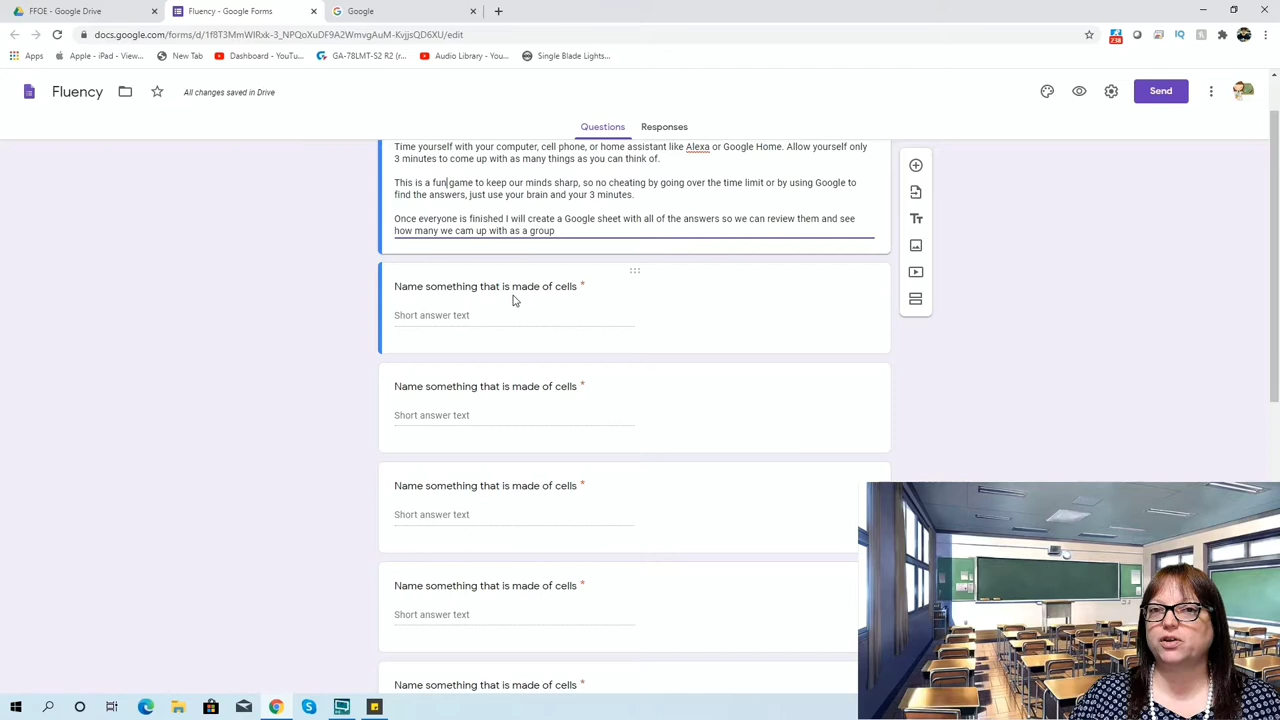 FFOE - Google Drive
Fluency - Google Forms
Google
docs.google.com/forms/d/1f8T3MmWlRxk-3_NPQoXuDF9A2WmvgAuM-KvjjsQD6XU/edit
Apps
Apple - iPad - View...
New Tab
Dashboard - YouTu...
GA-78LMT-S2 R2 (r...
Audio Library - You...
Single Blade Lights...
238
Fluency
All changes saved in Drive
Send
Questions
Responses
Time yourself with your computer, cell phone, or home assistant like Alexa or Google Home. Allow yourself only
3 minutes to come up with as many things as you can think of.
This is a fun game to keep our minds sharp, so no cheating by going over the time limit or by using Google to
find the answers, just use your brain and your 3 minutes.
Once everyone is finished I will create a Google sheet with all of the answers so we can review them and see
how many we cam up with as a group
Name something that is made of cells *
Short answer text
Name something that is made of cells *
Short answer text
Name something that is made of cells *
Short answer text
Name something that is made of cells *
Short answer text
Name something that is made of cells *